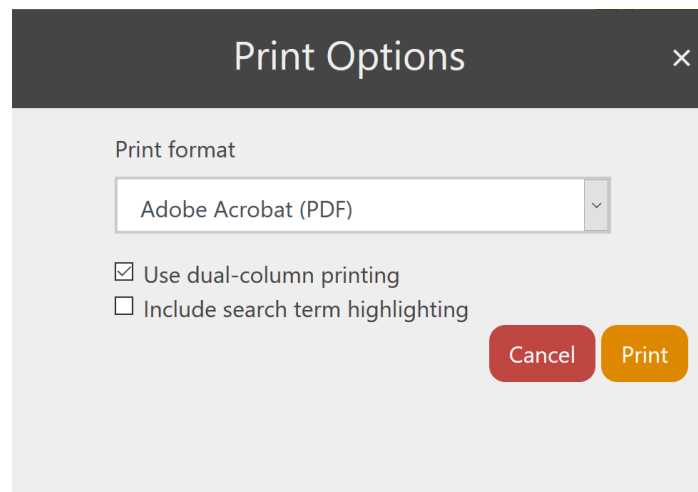 Print Options ×
Print format
Adobe Acrobat (PDF)
Use dual-column printing
Include search term highlighting
Cancel Print